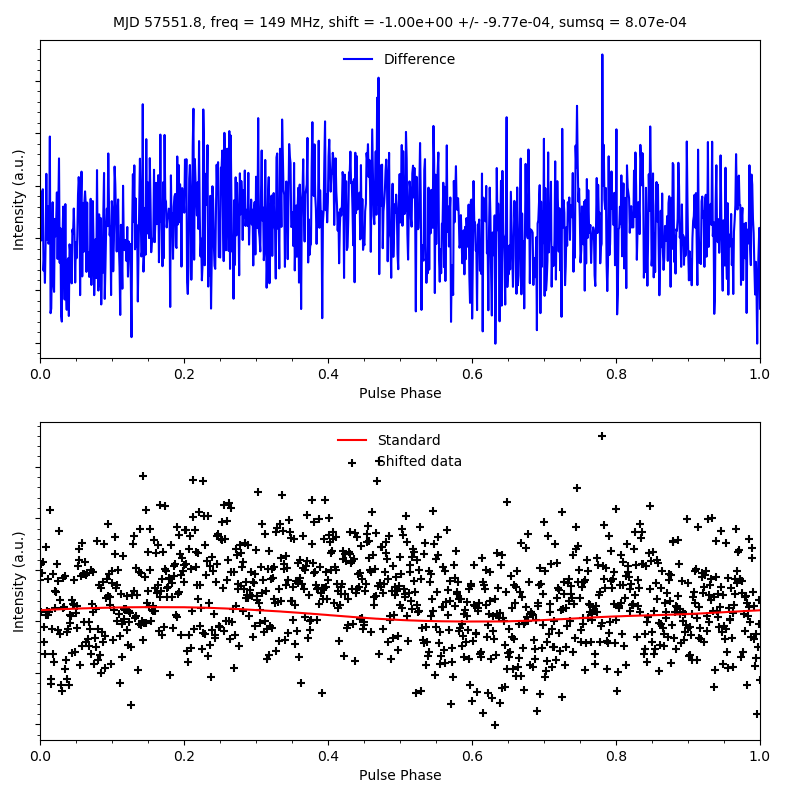 MJD 57551.8, freq = 149 MHz, shift = -1.00e+00 +/- -9.77e-04, sumsq = 8.07e-04
Difference
Intensity (a.u.)
0.0 0.2 0.4 0.6 0.8 1.0
Pulse Phase
Standard
Shifted data
Intensity (a.u.)
0.0 0.2 0.4 0.6 0.8 1.0
Pulse Phase